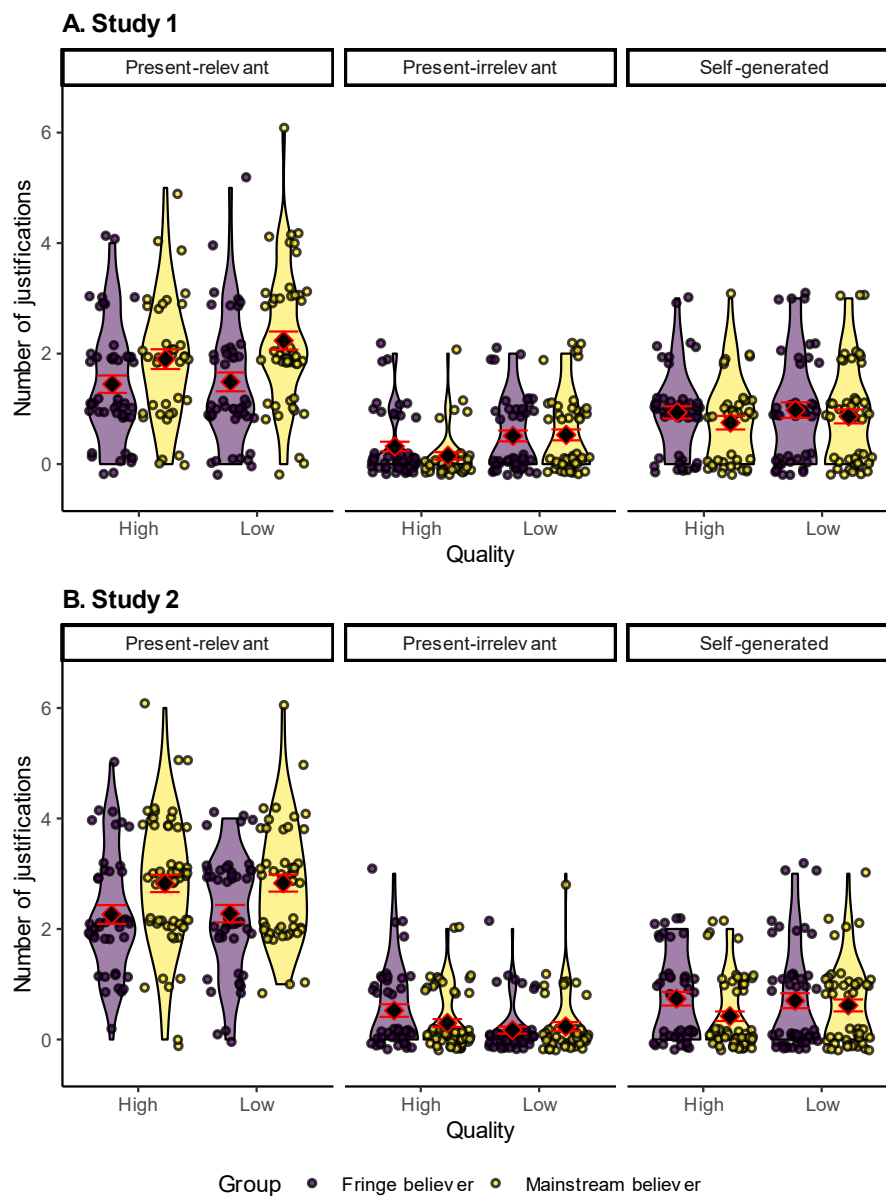 A. Study 1
Present-relevant Present-irrelevant Self-generated
Number of justifications
6
4
2
0
High Low High Low High Low
Quality
B. Study 2
Present-relevant Present-irrelevant Self-generated
Number of justifications
6
4
2
0
High Low High Low High Low
Quality
Group Fringe believer Mainstream believer